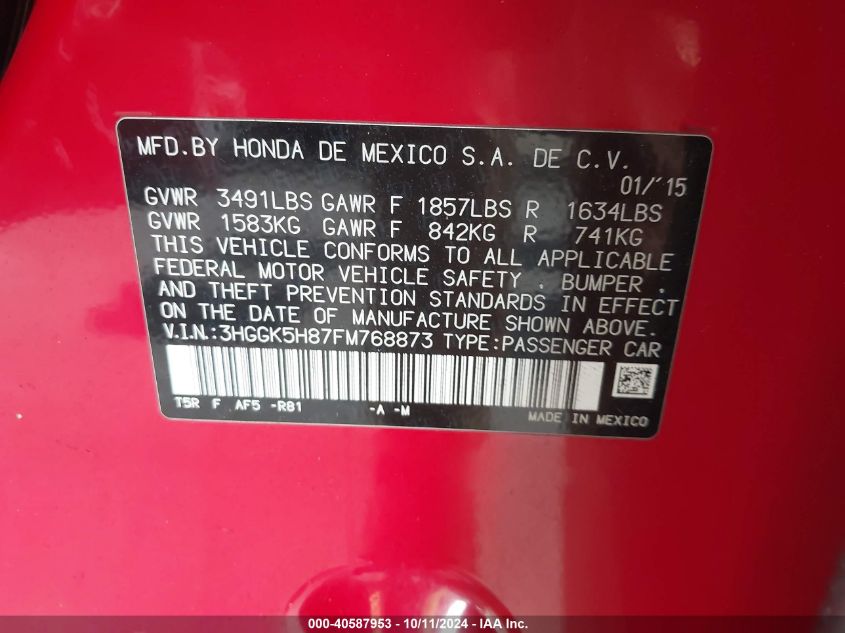 MFD.BY HONDA DE MEXICO S.A. DE C.V.
01/'15
GVWR 3491LBS GAWR F 1857LBS R 1634LBS
GVWR 1583KG GAWR F 842KG R 741KG
THIS VEHICLE CONFORMS TO ALL APPLICABLE
FEDERAL MOTOR VEHICLE SAFETY , BUMPER ,
AND THEFT PREVENTION STANDARDS IN EFFECT
ON THE DATE OF MANUFACTURE SHOWN ABOVE.
V.I.N.:3HGGK5H87FM768873 TYPE:PASSENGER CAR
T5R F AF5 -R81 -A -M
MADE IN MEXICO
000-40587953 - 10/11/2024 - IAA Inc.